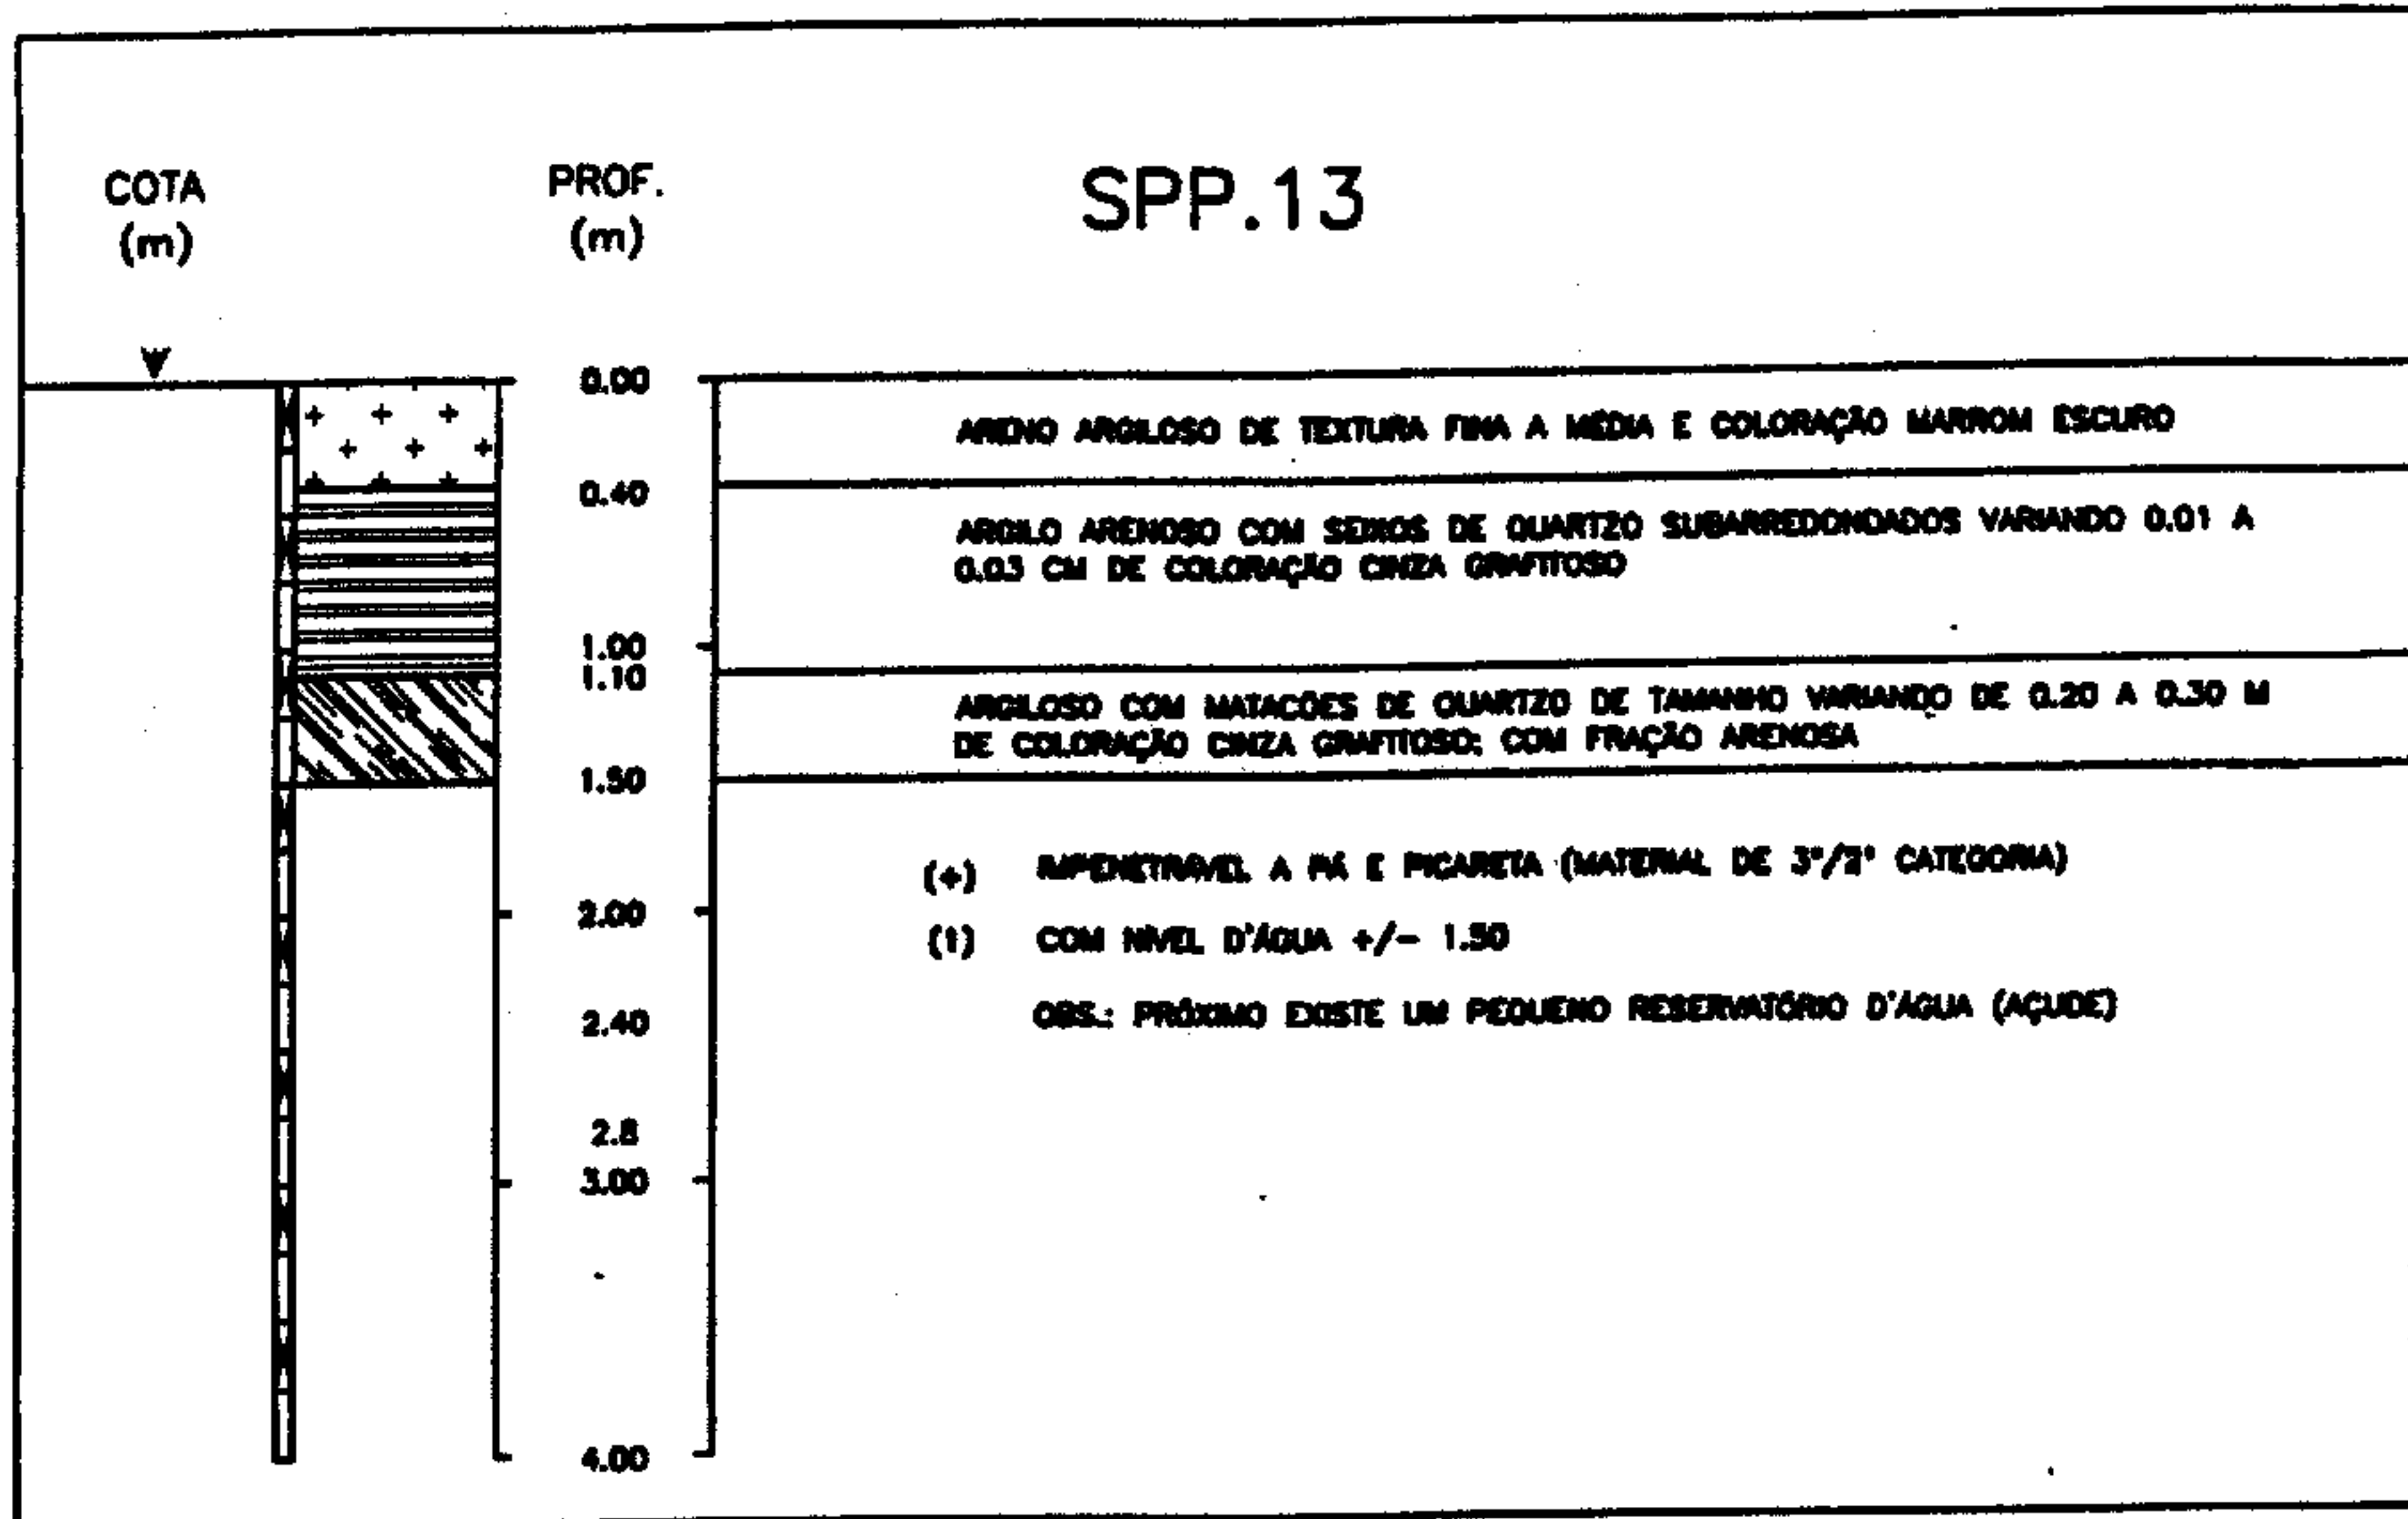 COTA
(m)
PROF.
(m)
SPP.13
0.00
ARENO ARGILOSO DE TEXTURA FINA A MÉDIA E COLORAÇÃO MARROM ESCURO
0.40
ARGILO ARENOSO COM SEIXOS DE QUARTZO SUBARREDONDADOS VARIANDO 0.01 A
0.03 CM DE COLORAÇÃO CINZA GRAFITOSO
1.00
1.10
ARGILOSO COM MATACOES DE QUARTZO DE TAMANHO VARIANDO DE 0.20 A 0.30 M
DE COLORAÇÃO CINZA GRAFITOSO; COM FRAÇÃO ARENOSA
1.50
(+) IMPENETRAVEL A PÁ E PICARETA (MATERIAL DE 3ª/2ª CATEGORIA)
2.00
(1) COM NIVEL D'ÁGUA +/- 1.50
OBS.: PRÓXIMO EXISTE UM PEQUENO RESERVATÓRIO D'ÁGUA (AÇUDE)
2.40
2.8
3.00
4.00